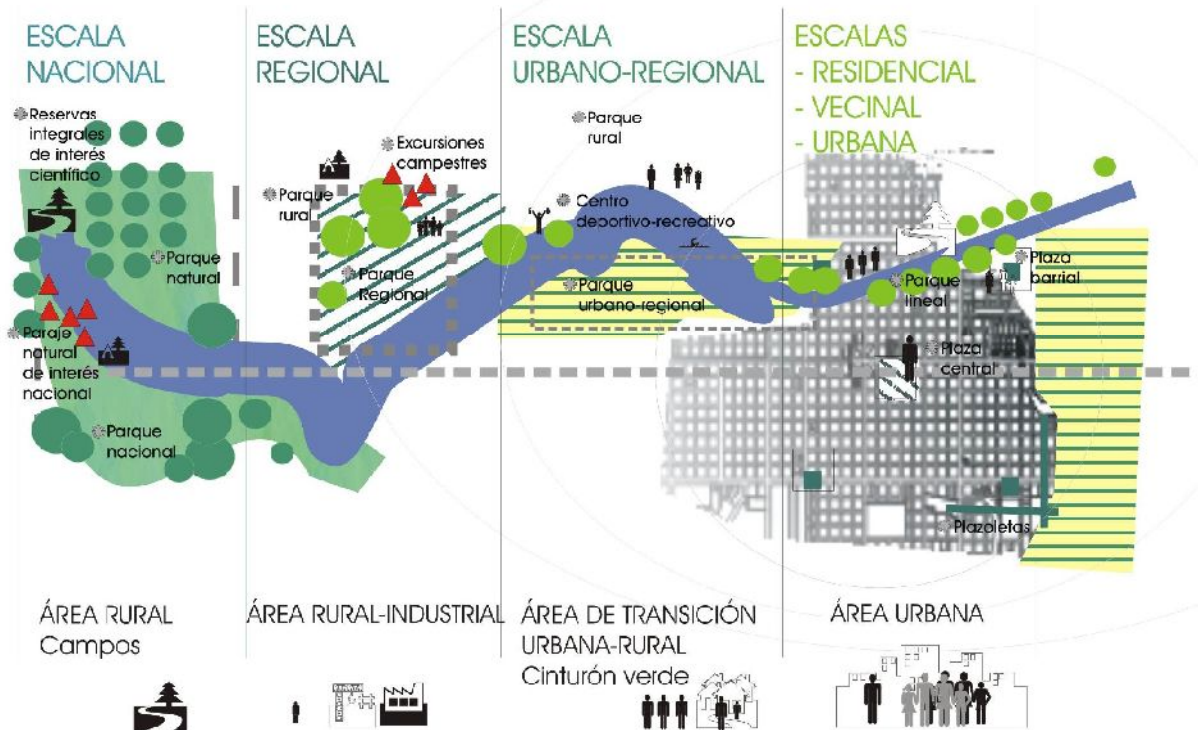 ESCALA
NACIONAL
Reservas
integrales
de interés
científico
Parque
natural
Paraje
natural
de interés
nacional
Parque
nacional
ÁREA RURAL
Campos
ESCALA
REGIONAL
Excursiones
campestres
Parque
rural
Parque
Regional
ÁREA RURAL-INDUSTRIAL
ESCALA
URBANO-REGIONAL
Parque
rural
Centro
deportivo-recreativo
Parque
urbano-regional
ÁREA DE TRANSICIÓN
URBANA-RURAL
Cinturón verde
ESCALAS
- RESIDENCIAL
- VECINAL
- URBANA
Parque
lineal
Plaza
barrial
Plaza
central
Plazoletas
ÁREA URBANA